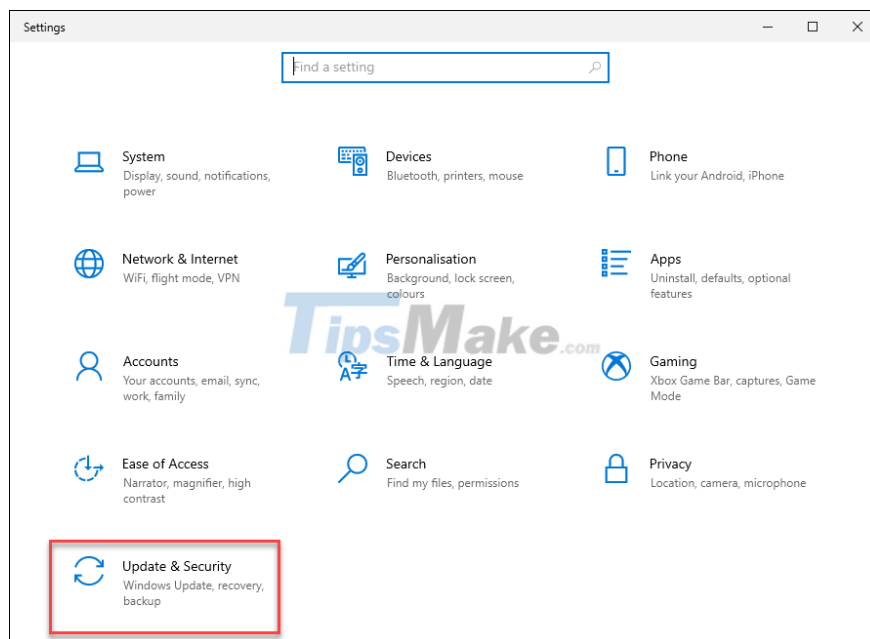 Settings
Find a setting
System
Display, sound, notifications,
power
Devices
Bluetooth, printers, mouse
Phone
Link your Android, iPhone
Network & Internet
WiFi, flight mode, VPN
Personalisation
Background, lock screen,
colours
Apps
Uninstall, defaults, optional
features
TipsMake.com
Accounts
Your accounts, email, sync,
work, family
Time & Language
Speech, region, date
Gaming
Xbox Game Bar, captures, Game
Mode
Ease of Access
Narrator, magnifier, high
contrast
Search
Find my files, permissions
Privacy
Location, camera, microphone
Update & Security
Windows Update, recovery,
backup